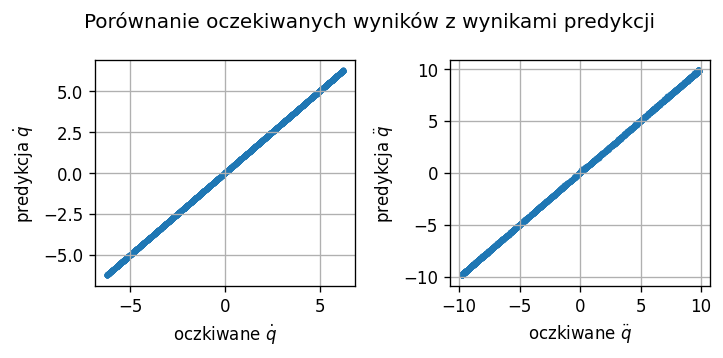 Porównanie oczekiwanych wyników z wynikami predykcji
predykcja q̇
5.0
2.5
0.0
−2.5
−5.0
−5 0 5
oczkiwane q̇
predykcja q̈
10
5
0
−5
−10
−10 −5 0 5 10
oczkiwane q̈